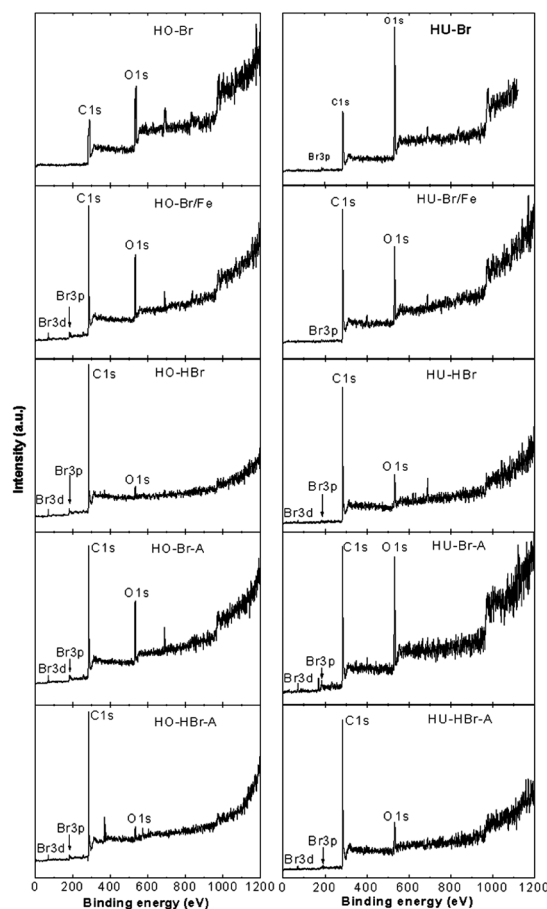 HO-Br
C1s
O1s
HU-Br
O1s
C1s
Br3p
HO-Br/Fe
C1s
O1s
Br3p
Br3d
HU-Br/Fe
C1s
O1s
Br3p
HO-HBr
C1s
Br3p
O1s
Br3d
HU-HBr
C1s
Br3p
O1s
Br3d
HO-Br-A
C1s
O1s
Br3p
Br3d
HU-Br-A
C1s
O1s
Br3p
Br3d
HO-HBr-A
C1s
Br3p
O1s
Br3d
HU-HBr-A
C1s
O1s
Br3p
Br3d
Intensity (a.u.)
0 200 400 600 800 1000 1200
Binding energy (eV)
0 200 400 600 800 1000 1200
Binding energy (eV)